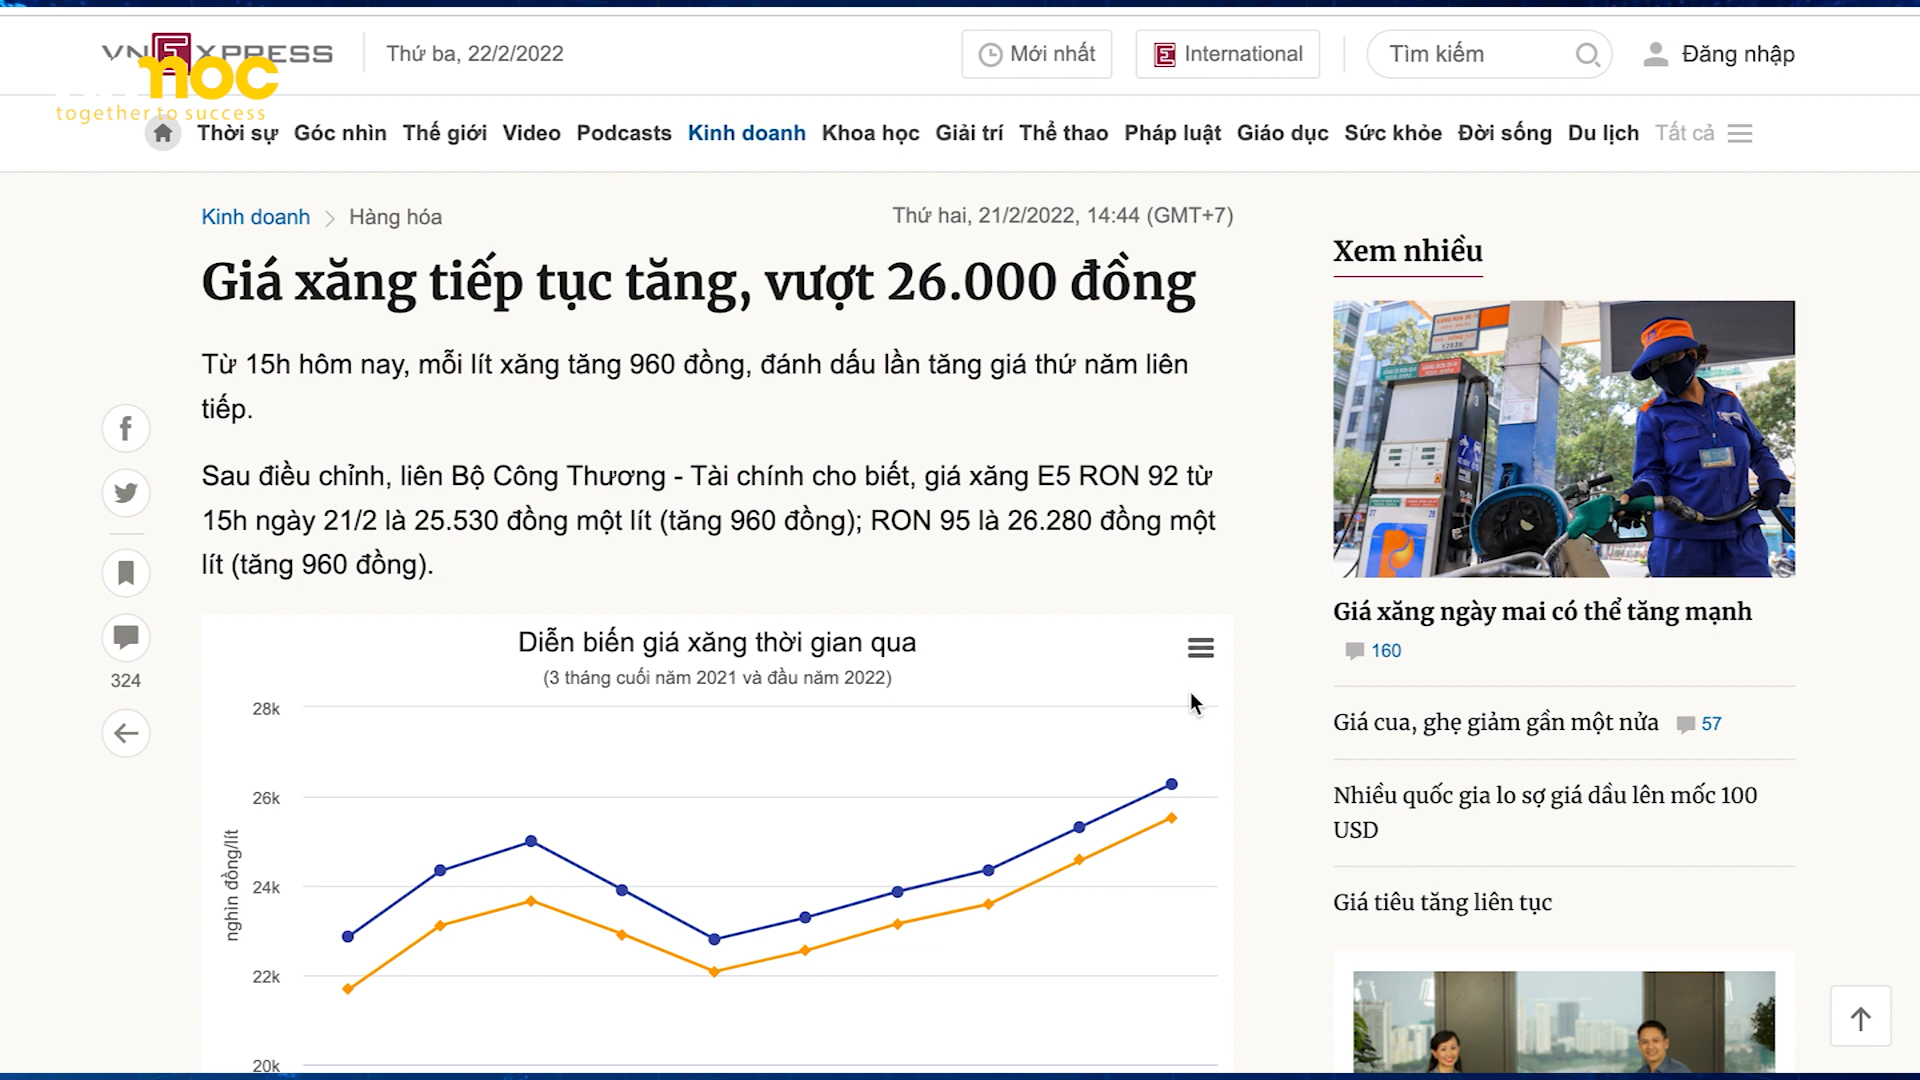 VNEXPRESS
Thứ ba, 22/2/2022
Mới nhất
International
Tìm kiếm
Đăng nhập
noc
together to success
Thời sự Góc nhìn Thế giới Video Podcasts Kinh doanh Khoa học Giải trí Thể thao Pháp luật Giáo dục Sức khỏe Đời sống Du lịch Tất cả
Kinh doanh Hàng hóa
Thứ hai, 21/2/2022, 14:44 (GMT+7)
Giá xăng tiếp tục tăng, vượt 26.000 đồng
Từ 15h hôm nay, mỗi lít xăng tăng 960 đồng, đánh dấu lần tăng giá thứ năm liên
tiếp.
Sau điều chỉnh, liên Bộ Công Thương - Tài chính cho biết, giá xăng E5 RON 92 từ
15h ngày 21/2 là 25.530 đồng một lít (tăng 960 đồng); RON 95 là 26.280 đồng một
lít (tăng 960 đồng).
324
Diễn biến giá xăng thời gian qua
(3 tháng cuối năm 2021 và đầu năm 2022)
nghìn đồng/lít
28k
26k
24k
22k
20k
Xem nhiều
Giá xăng ngày mai có thể tăng mạnh
160
Giá cua, ghẹ giảm gần một nửa 57
Nhiều quốc gia lo sợ giá dầu lên mốc 100
USD
Giá tiêu tăng liên tục